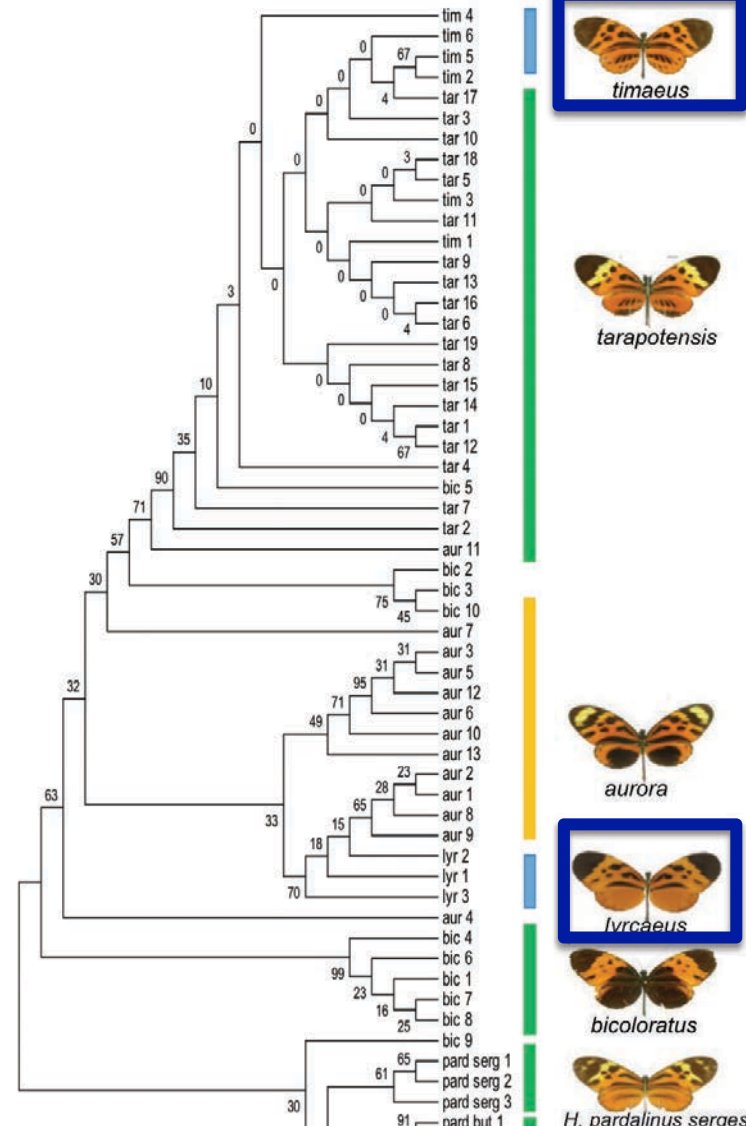 tim 4
tim 6
67 tim 5
0 tim 2
4 tar 17
0 tar 3
0 tar 10
0 3 tar 18
0 tar 5
0 tim 3
0 tar 11
0 tim 1
0 tar 9
0 tar 13
0 tar 16
4 tar 6
0 tar 19
3 tar 8
0 tar 15
0 tar 14
0 tar 1
4 tar 12
67 tar 4
10 bic 5
35 tar 7
90 tar 2
71 aur 11
57 bic 2
bic 3
75 45 bic 10
30 aur 7
31 aur 3
31 aur 5
95 aur 12
71 aur 6
49 aur 10
32 aur 13
23 aur 2
28 aur 1
65 aur 8
15 aur 9
33 18 lyr 2
lyr 1
70 lyr 3
63 aur 4
bic 4
99 bic 6
23 bic 1
16 bic 7
25 bic 8
bic 9
65 pard serg 1
61 pard serg 2
30 pard serg 3
91 pard but 1
timaeus
tarapotensis
aurora
lyrcaeus
bicoloratus
H. pardalinus serges